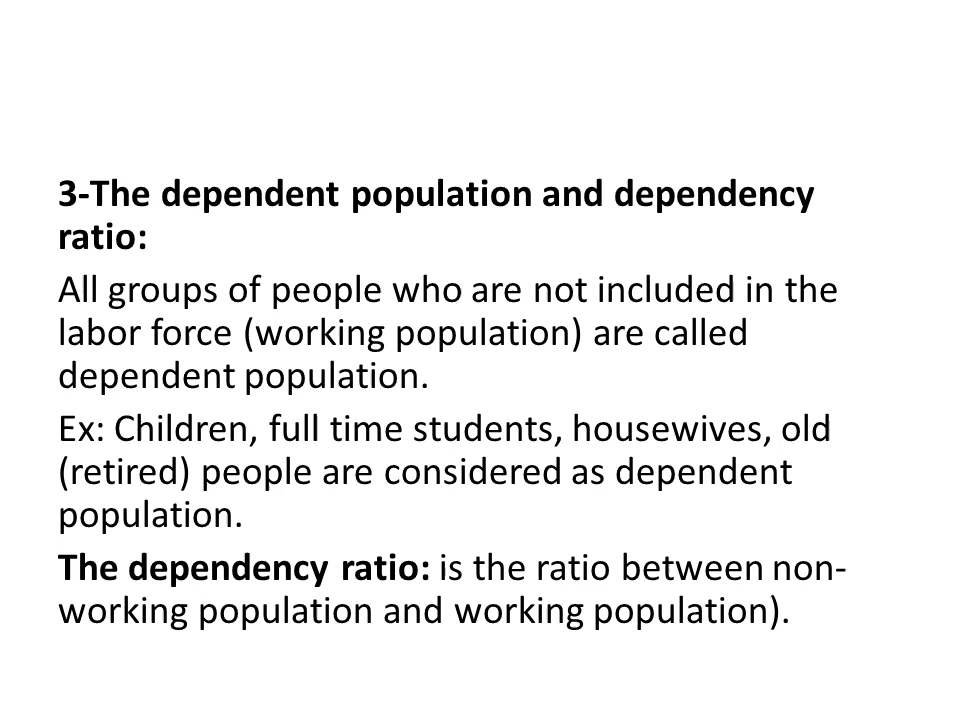 3-The dependent population and dependency
ratio:
All groups of people who are not included in the
labor force (working population) are called
dependent population.
Ex: Children, full time students, housewives, old
(retired) people are considered as dependent
population.
The dependency ratio: is the ratio between non-
working population and working population).